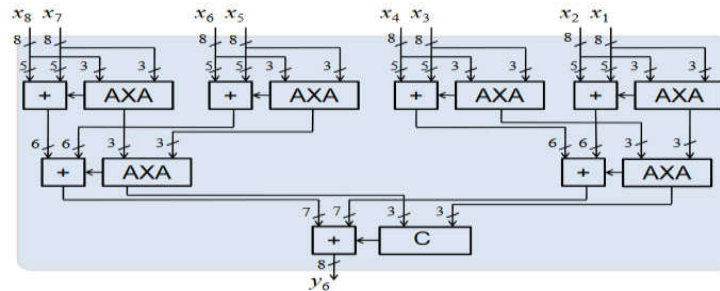 x8 x7 x6 x5 x4 x3 x2 x1
8 8 8 8 8 8 8 8
5 5 3 3 5 5 3 3 5 5 3 3 5 5 3 3
+ AXA + AXA + AXA + AXA
6 6 3 3 6 6 3 3
+ AXA + AXA
7 7 3 3
+ C
8
y6